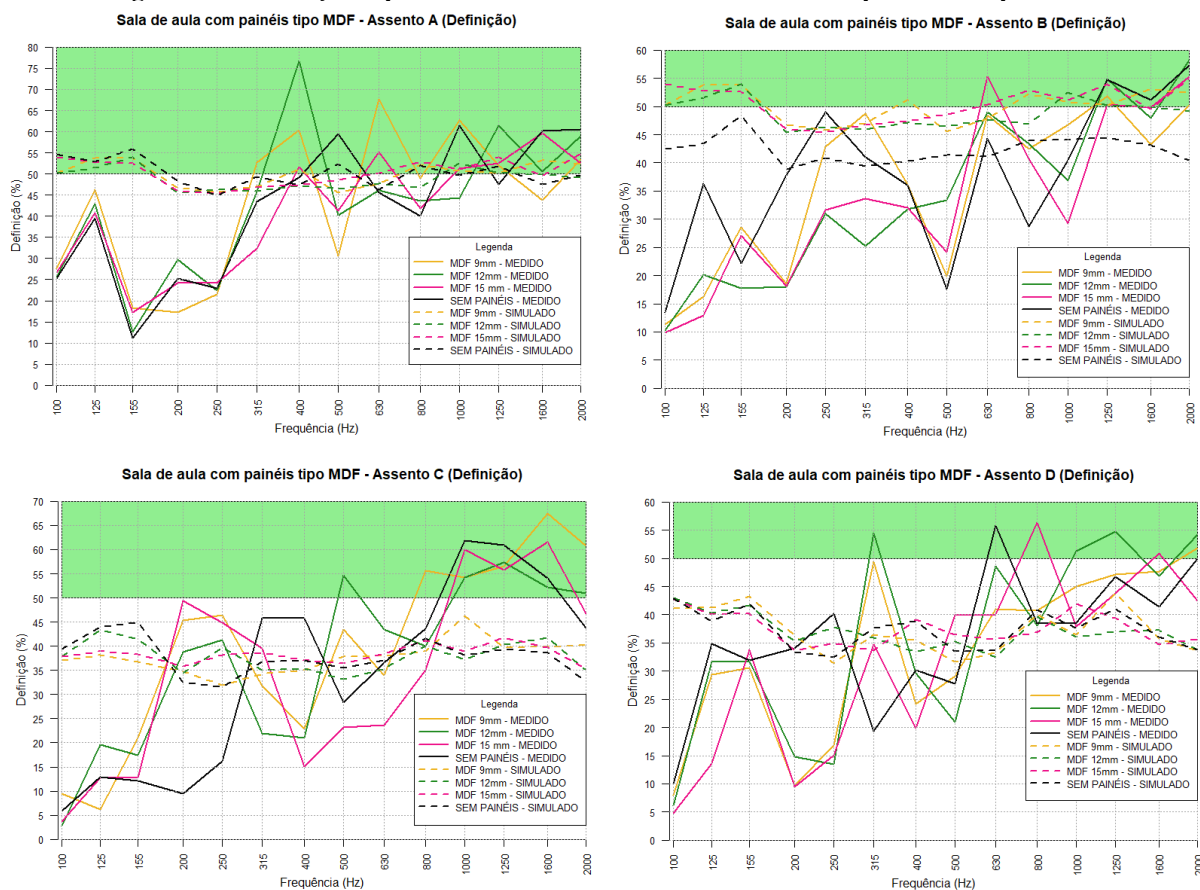 Sala de aula com painéis tipo MDF - Assento A (Definição)
Definição (%)
80
75
70
65
60
55
50
45
40
35
30
25
20
15
10
5
0
Legenda
MDF 9mm - MEDIDO
MDF 12mm - MEDIDO
MDF 15 mm - MEDIDO
SEM PAINÉIS - MEDIDO
MDF 9mm - SIMULADO
MDF 12mm - SIMULADO
MDF 15mm - SIMULADO
SEM PAINÉIS - SIMULADO
100 125 155 200 250 315 400 500 630 800 1000 1250 1600 2000
Frequência (Hz)
Sala de aula com painéis tipo MDF - Assento B (Definição)
Definição (%)
60
55
50
45
40
35
30
25
20
15
10
5
0
Legenda
MDF 9mm - MEDIDO
MDF 12mm - MEDIDO
MDF 15 mm - MEDIDO
SEM PAINÉIS - MEDIDO
MDF 9mm - SIMULADO
MDF 12mm - SIMULADO
MDF 15mm - SIMULADO
SEM PAINÉIS - SIMULADO
100 125 155 200 250 315 400 500 630 800 1000 1250 1600 2000
Frequência (Hz)
Sala de aula com painéis tipo MDF - Assento C (Definição)
Definição (%)
70
65
60
55
50
45
40
35
30
25
20
15
10
5
0
Legenda
MDF 9mm - MEDIDO
MDF 12mm - MEDIDO
MDF 15 mm - MEDIDO
SEM PAINÉIS - MEDIDO
MDF 9mm - SIMULADO
MDF 12mm - SIMULADO
MDF 15mm - SIMULADO
SEM PAINÉIS - SIMULADO
100 125 155 200 250 315 400 500 630 800 1000 1250 1600 2000
Frequência (Hz)
Sala de aula com painéis tipo MDF - Assento D (Definição)
Definição (%)
60
55
50
45
40
35
30
25
20
15
10
5
0
Legenda
MDF 9mm - MEDIDO
MDF 12mm - MEDIDO
MDF 15 mm - MEDIDO
SEM PAINÉIS - MEDIDO
MDF 9mm - SIMULADO
MDF 12mm - SIMULADO
MDF 15mm - SIMULADO
SEM PAINÉIS - SIMULADO
100 125 155 200 250 315 400 500 630 800 1000 1250 1600 2000
Frequência (Hz)